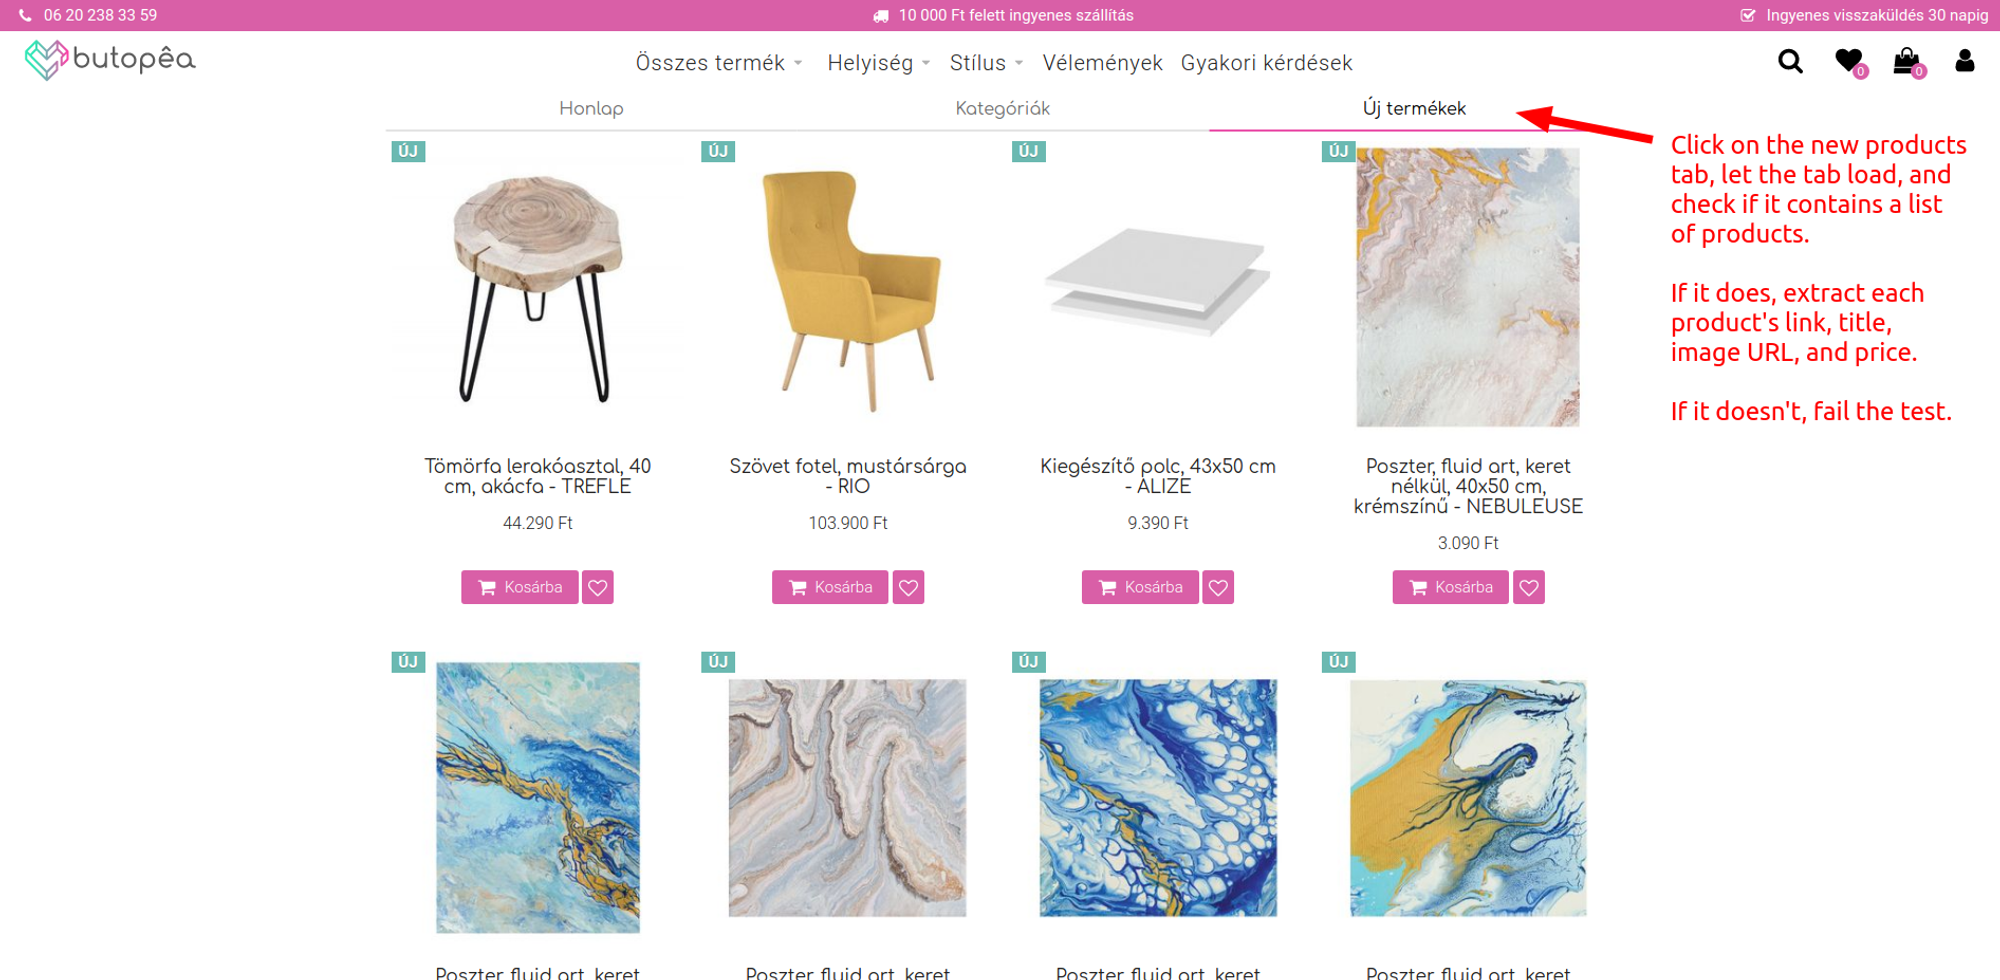 06 20 238 33 59
10 000 Ft felett ingyenes szállítás
Ingyenes visszaküldés 30 napig
butopêa
Összes termék
Helyiség
Stílus
Vélemények
Gyakori kérdések
0
0
Honlap
Kategóriák
Új termékek
Click on the new products
tab, let the tab load, and
check if it contains a list
of products.
If it does, extract each
product's link, title,
image URL, and price.
If it doesn't, fail the test.
ÚJ
ÚJ
ÚJ
ÚJ
Tömörfa lerakóasztal, 40
cm, akácfa - TREFLE
44.290 Ft
Kosárba
Szövet fotel, mustársárga
- RIO
103.900 Ft
Kosárba
Kiegészítő polc, 43x50 cm
- ALIZE
9.390 Ft
Kosárba
Poszter, fluid art, keret
nélkül, 40x50 cm,
krémszínű - NEBULEUSE
3.090 Ft
Kosárba
ÚJ
ÚJ
ÚJ
ÚJ
Poszter, fluid art, keret
Poszter, fluid art, keret
Poszter, fluid art, keret
Poszter, fluid art, keret